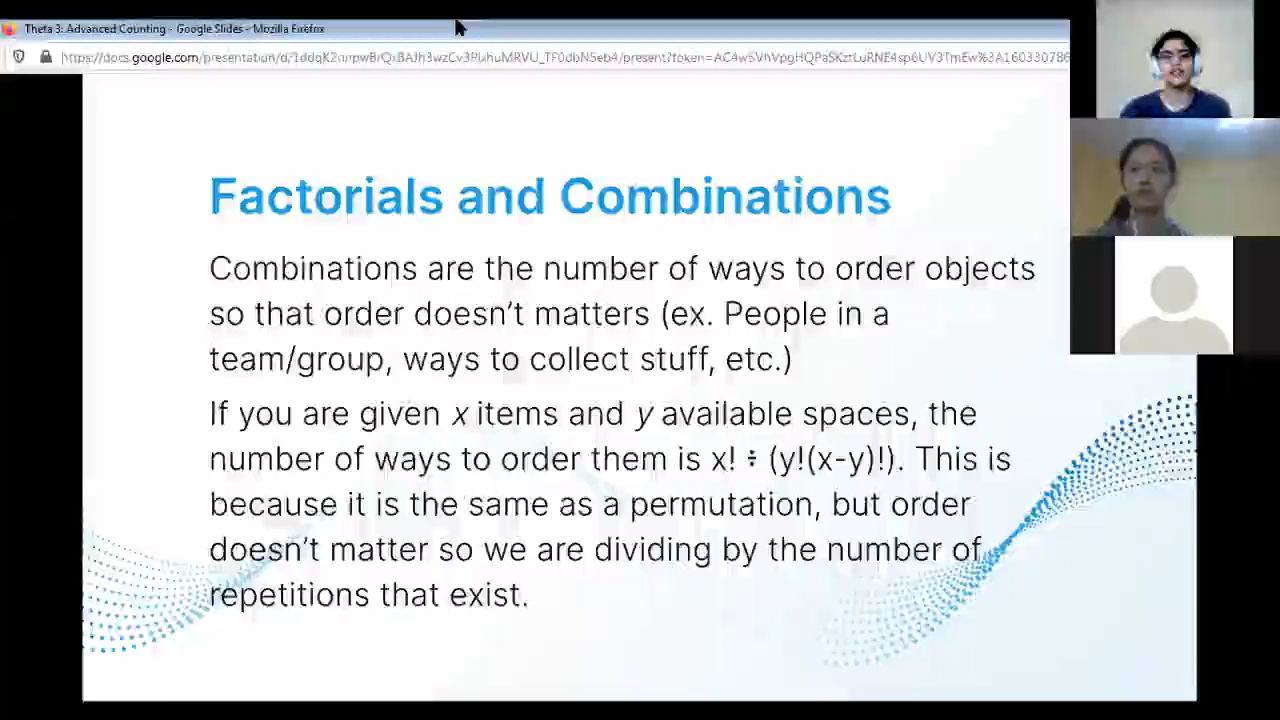 Theta 3: Advanced Counting - Google Slides - Mozilla Firefox
Factorials and Combinations
Combinations are the number of ways to order objects
so that order doesn't matters (ex. People in a
team/group, ways to collect stuff, etc.)
If you are given x items and y available spaces, the
number of ways to order them is x! ÷ (y!(x-y)!). This is
because it is the same as a permutation, but order
doesn't matter so we are dividing by the number of
repetitions that exist.